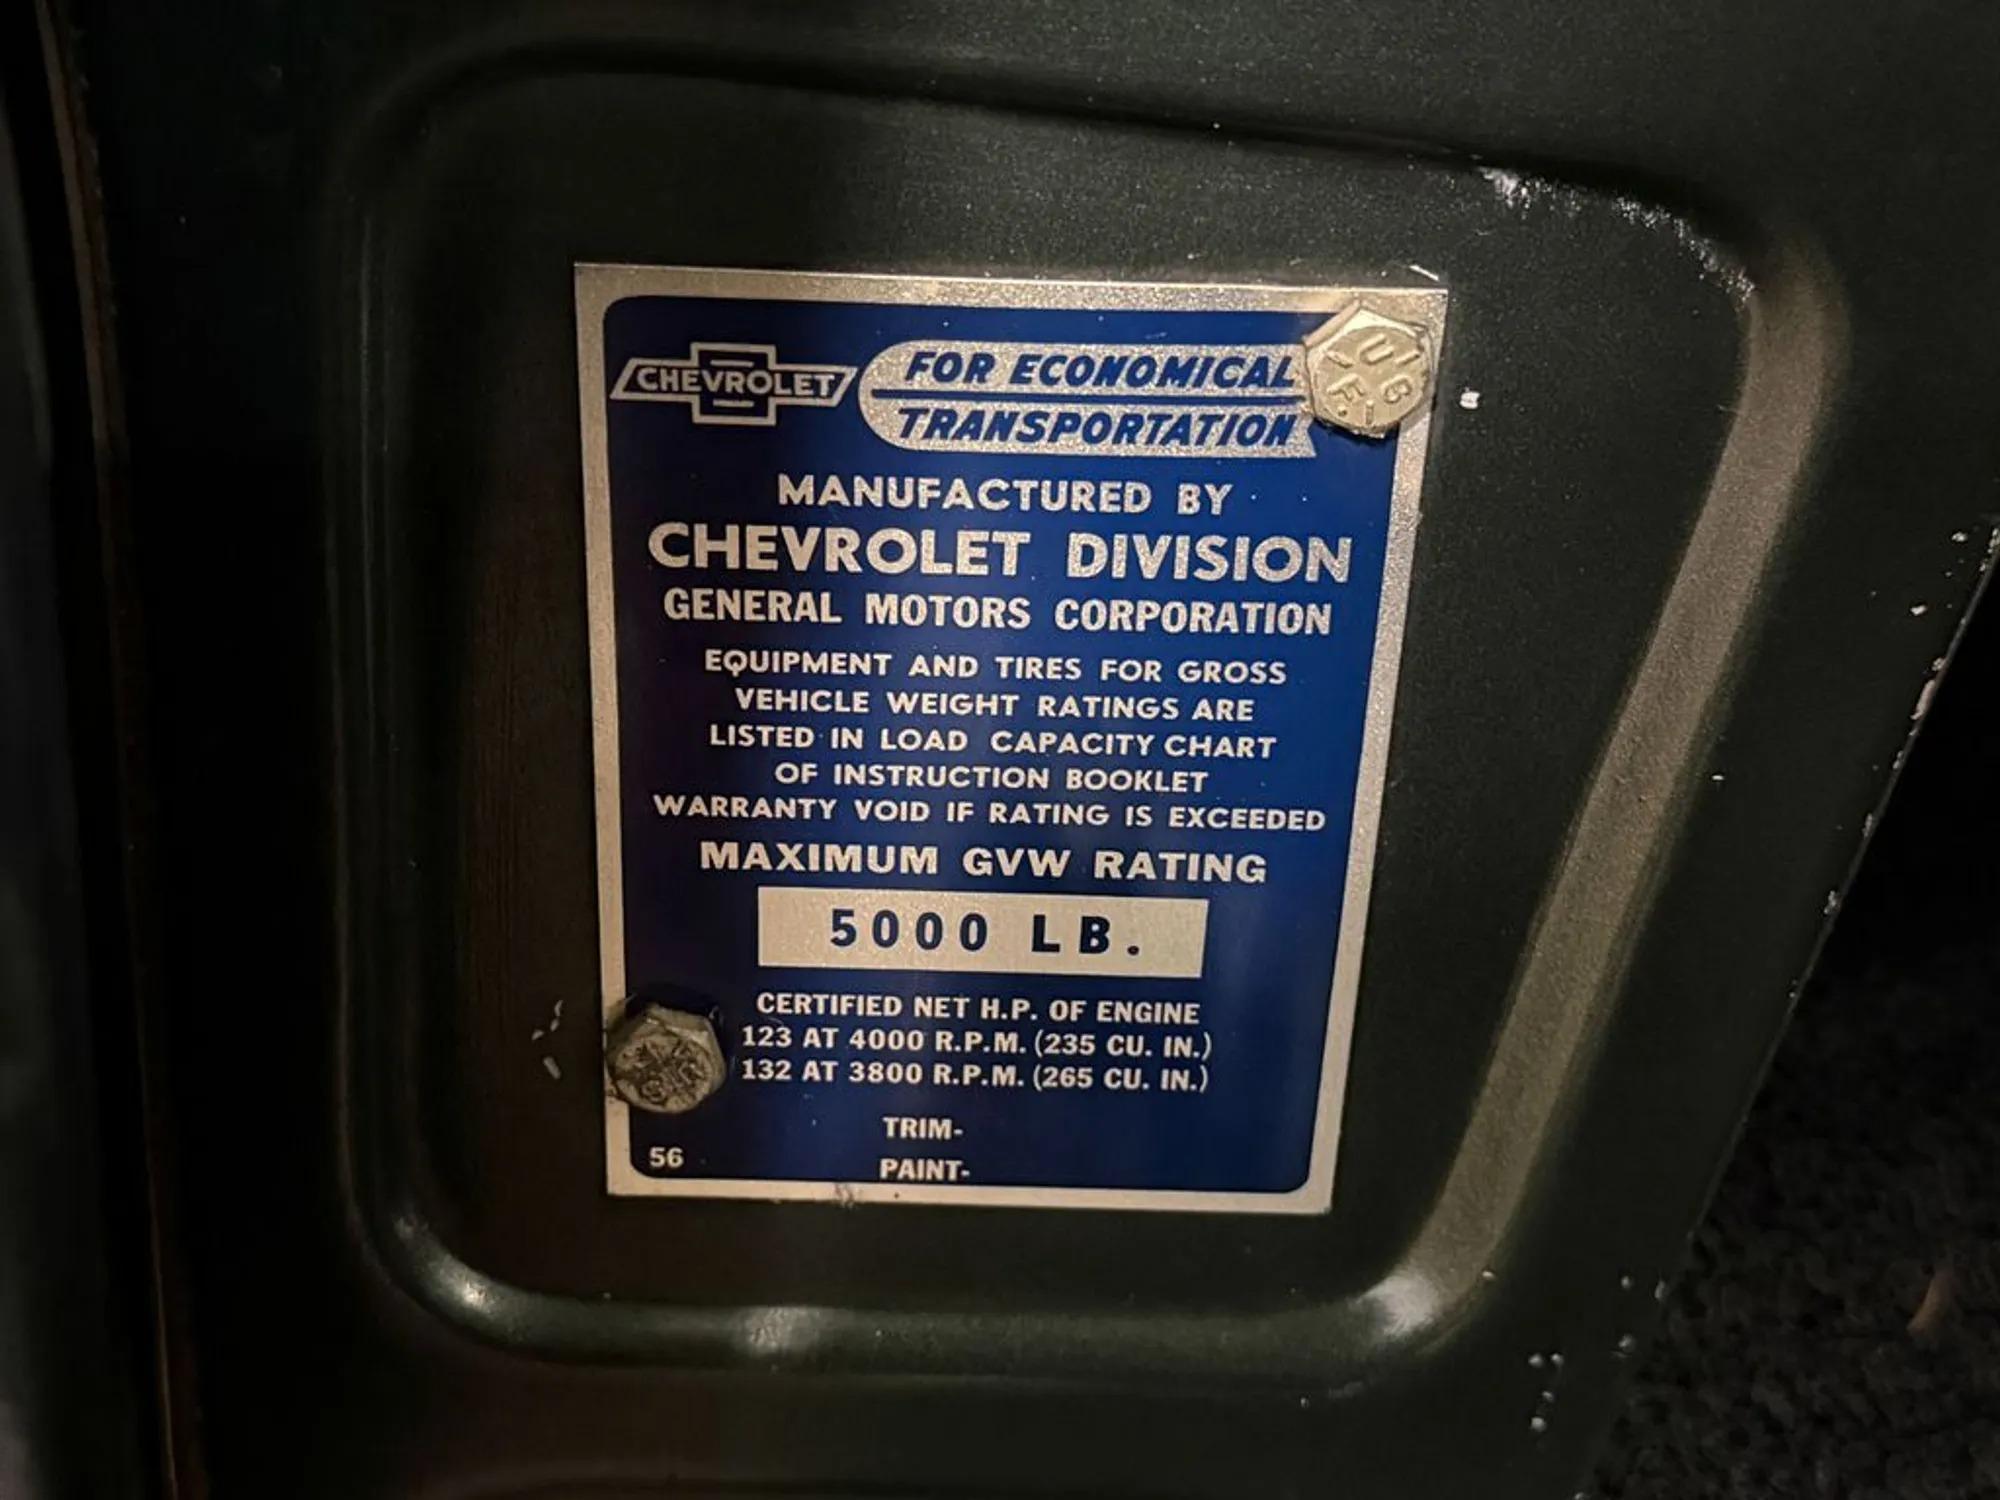 CHEVROLET
FOR ECONOMICAL
TRANSPORTATION
MANUFACTURED BY
CHEVROLET DIVISION
GENERAL MOTORS CORPORATION
EQUIPMENT AND TIRES FOR GROSS
VEHICLE WEIGHT RATINGS ARE
LISTED IN LOAD CAPACITY CHART
OF INSTRUCTION BOOKLET
WARRANTY VOID IF RATING IS EXCEEDED
MAXIMUM GVW RATING
5000 LB.
CERTIFIED NET H.P. OF ENGINE
123 AT 4000 R.P.M. (235 CU. IN.)
132 AT 3800 R.P.M. (265 CU. IN.)
TRIM-
56
PAINT-